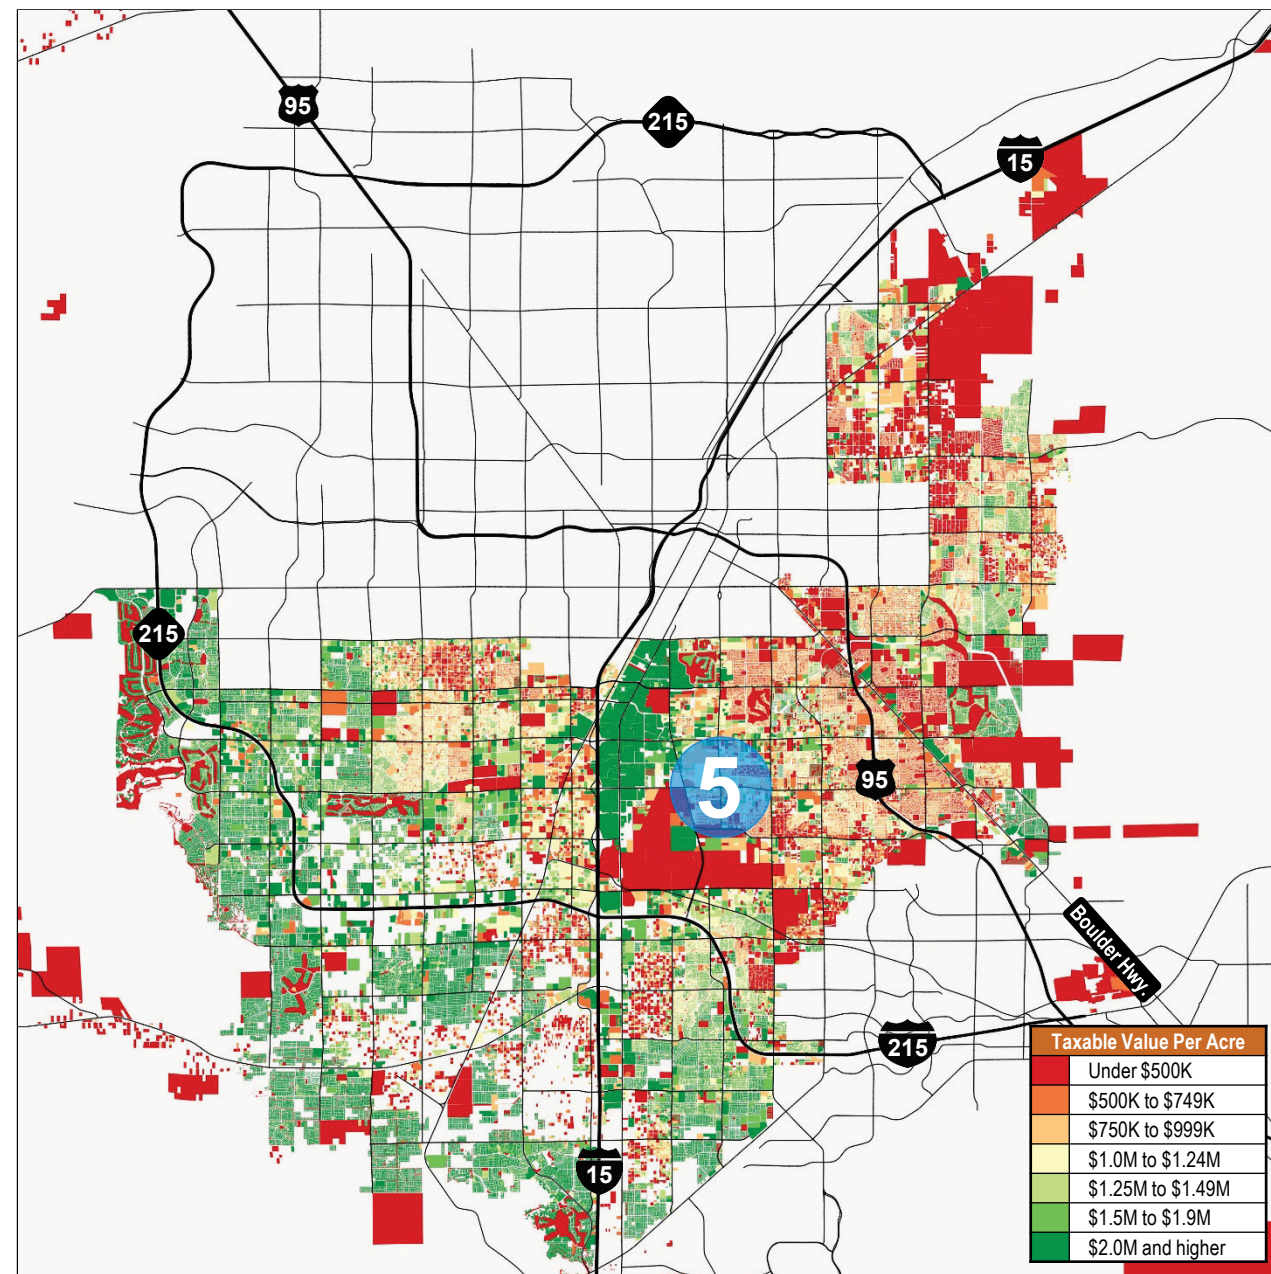 95
215
15
215
5
95
Boulder Hwy.
215
15
Taxable Value Per Acre
Under $500K
$500K to $749K
$750K to $999K
$1.0M to $1.24M
$1.25M to $1.49M
$1.5M to $1.9M
$2.0M and higher